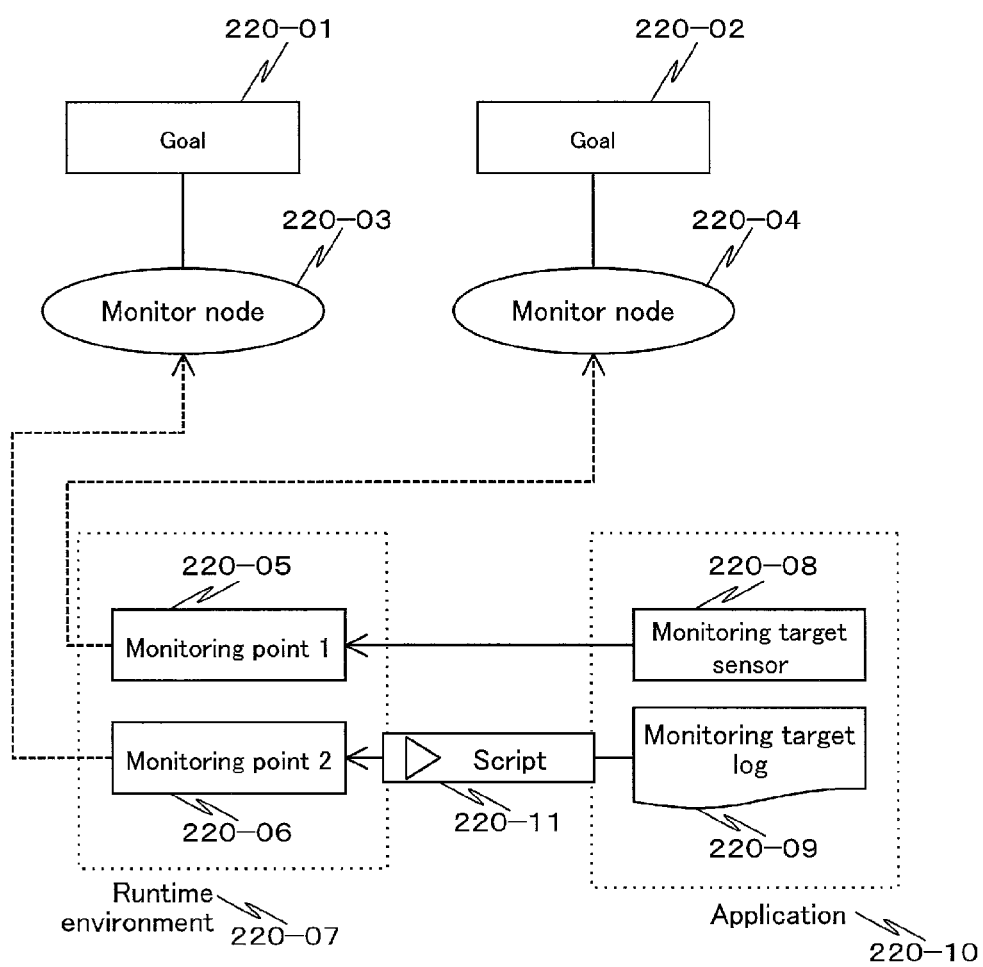 220-01
220-02
Goal
Goal
220-03
220-04
Monitor node
Monitor node
220-05
220-08
Monitoring point 1
Monitoring target
sensor
Monitoring point 2
Script
Monitoring target
log
220-06
220-11
220-09
Runtime
environment
220-07
Application
220-10